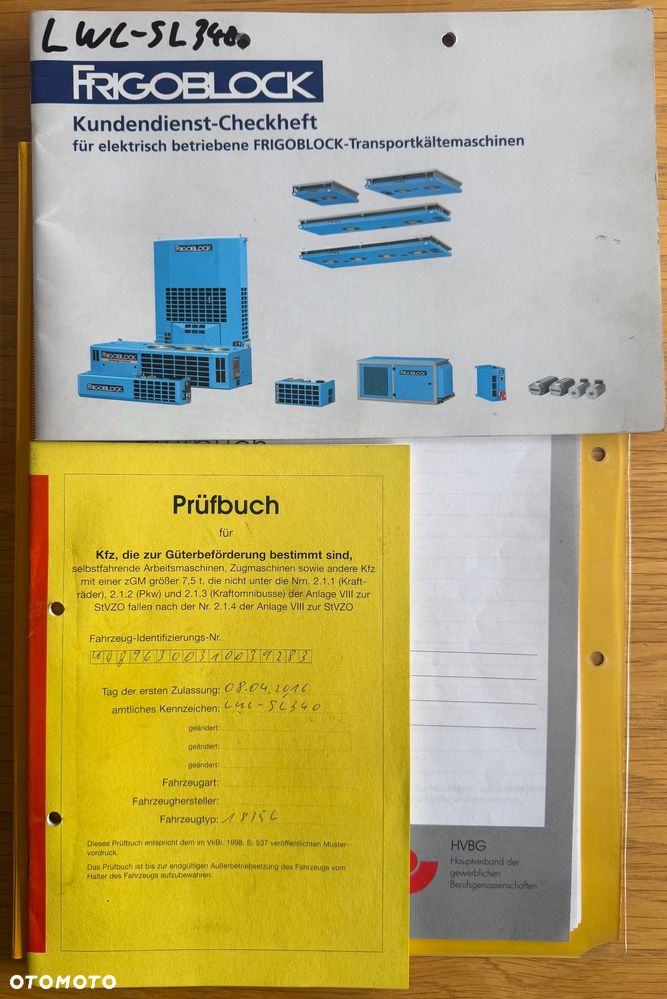 LWL-SL340
FRIGOBLOCK
Kundendienst-Checkheft
für elektrisch betriebene FRIGOBLOCK-Transportkältemaschinen
FRIGOBLOCK
FRIGOBLOCK
FRIGOBLOCK
FRIGOBLOCK
Prüfbuch
für
Kfz, die zur Güterbeförderung bestimmt sind,
selbstfahrende Arbeitsmaschinen, Zugmaschinen sowie andere Kfz
mit einer zGM größer 7,5 t, die nicht unter die Nrn. 2.1.1 (Kraft-
räder), 2.1.2 (Pkw) und 2.1.3 (Kraftomnibusse) der Anlage VIII zur
StVZO fallen nach der Nr. 2.1.4 der Anlage VIII zur StVZO
Fahrzeug-Identifizierungs-Nr.
Tag der ersten Zulassung: 08.04.2016
amtliches Kennzeichen: LWL-SL340
geändert:
geändert:
geändert:
Fahrzeugart:
Fahrzeughersteller:
Fahrzeugtyp:
Dieses Prüfbuch entspricht dem im VkBl. 1998, S. 537 veröffentlichten Muster-
vordruck.
Das Prüfbuch ist bis zur endgültigen Außerbetriebsetzung des Fahrzeugs vom
Halter des Fahrzeugs aufzubewahren.
HVBG
Hauptverband der
gewerblichen
Berufsgenossenschaften
OTOMOTO